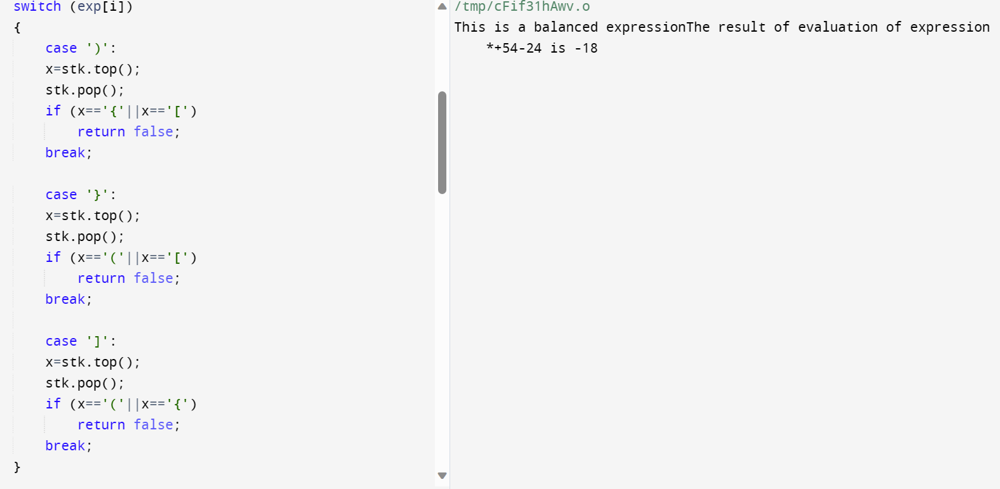 switch (exp[i])
{
    case ')':
    x=stk.top();
    stk.pop();
    if (x=='{'||x=='[')
        return false;
    break;

    case '}':
    x=stk.top();
    stk.pop();
    if (x=='('||x=='[')
        return false;
    break;

    case ']':
    x=stk.top();
    stk.pop();
    if (x=='('||x=='{')
        return false;
    break;
}
/tmp/cFif31hAwv.o
This is a balanced expressionThe result of evaluation of expression
    *+54-24 is -18